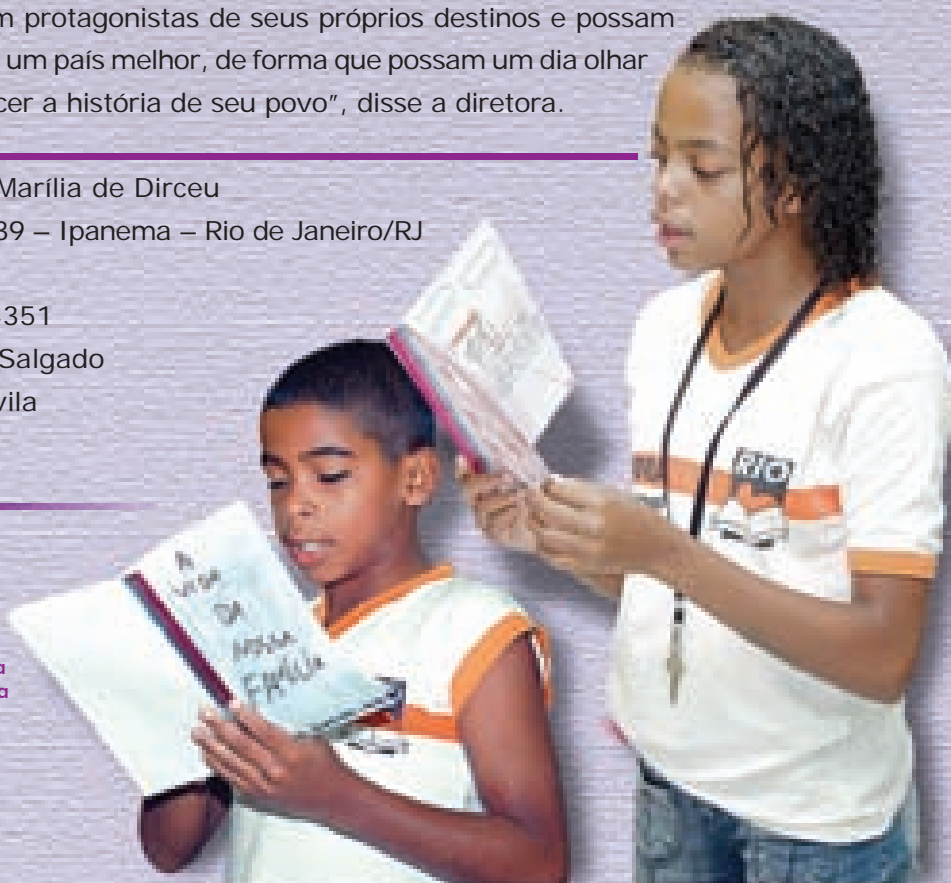 m protagonistas de seus próprios destinos e possam
um país melhor, de forma que possam um dia olhar
cer a história de seu povo”, disse a diretora.
Marília de Dirceu
39 – Ipanema – Rio de Janeiro/RJ
351
Salgado
vila
a
a
A
VIDA
DA
NOSSA
FAMÍLIA
RIO